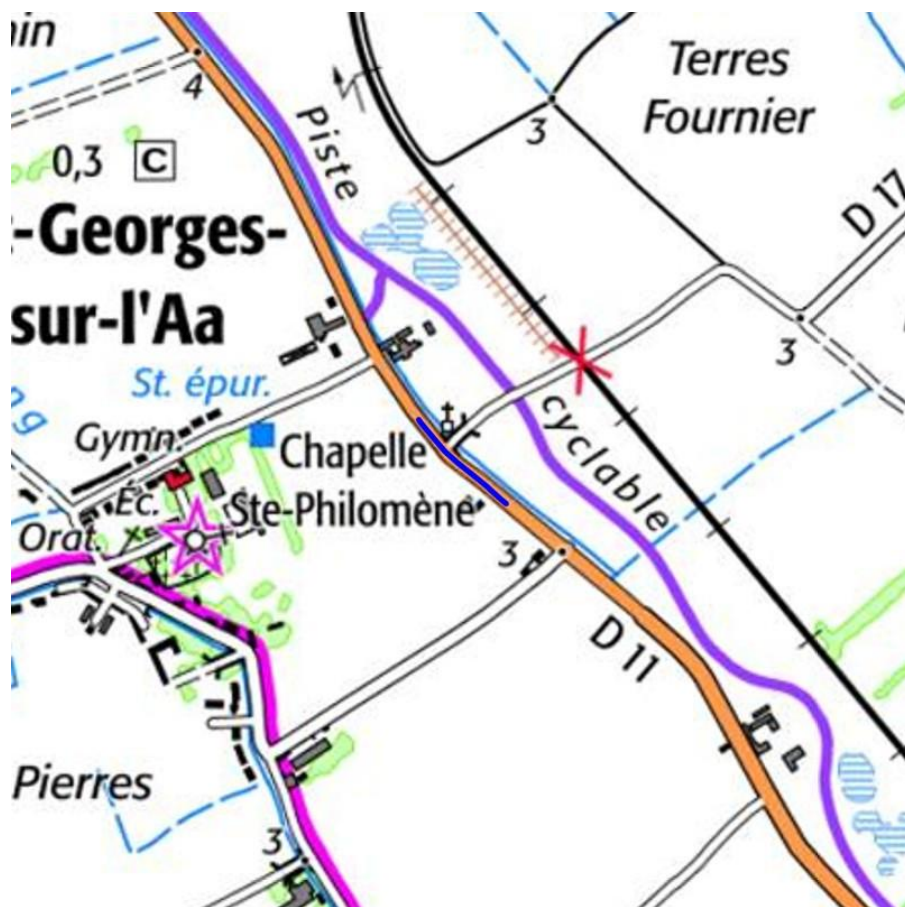 in
4
Piste
Terres
Fournier
3
0,3 C
D 17
-Georges-
sur-l'Aa
3
St. épur.
Gymn.
cyclable
Chapelle
Éc.
Ste-Philomène
Orat.
3
D 11
Pierres
3